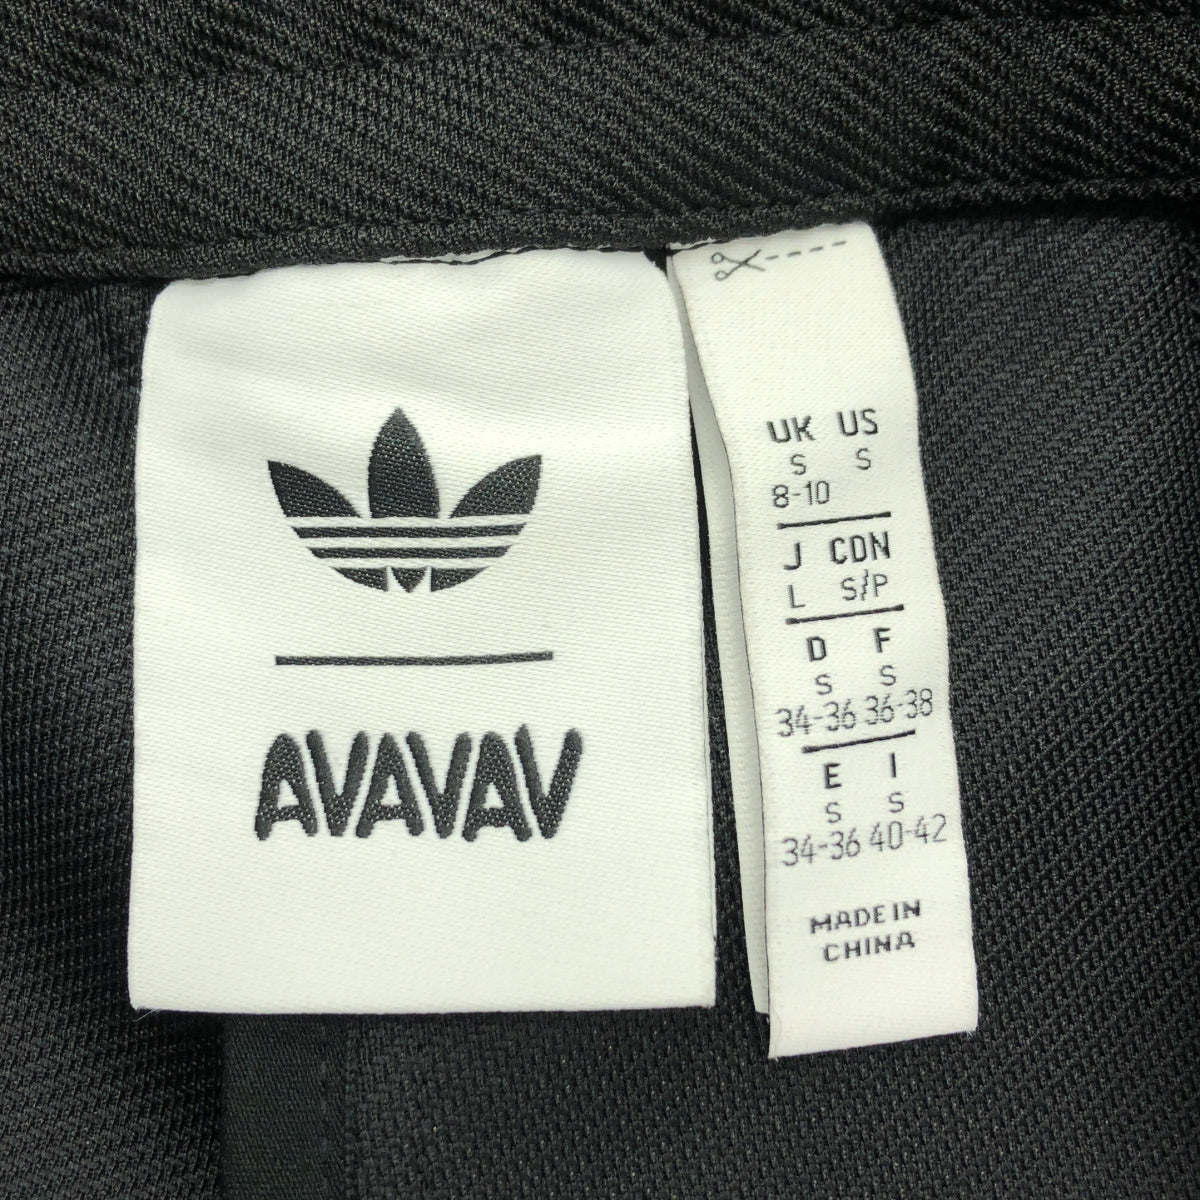 AVAVAV
UK US
S S
8-10
J CDN
L S/P
D F
S S
34-36 36-38
E I
S S
34-36 40-42
MADE IN
CHINA